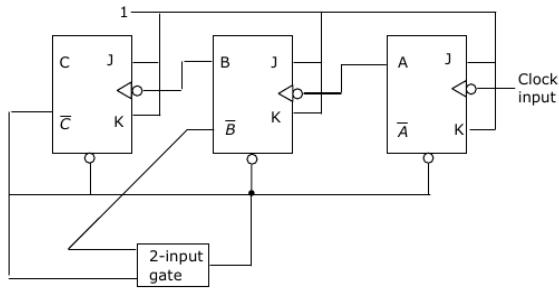 1
C J
C̅ K
B J
B̅ K
A J
A̅ K
Clock
input
2-input
gate